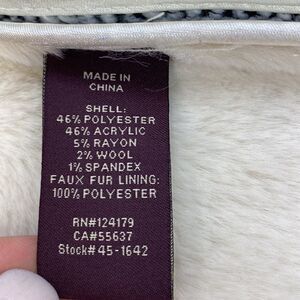 MADE IN
CHINA
SHELL:
46% POLYESTER
46% ACRYLIC
5% RAYON
2% WOOL
1% SPANDEX
FAUX FUR LINING:
100% POLYESTER
RN#124179
CA#55637
Stock# 45-1642